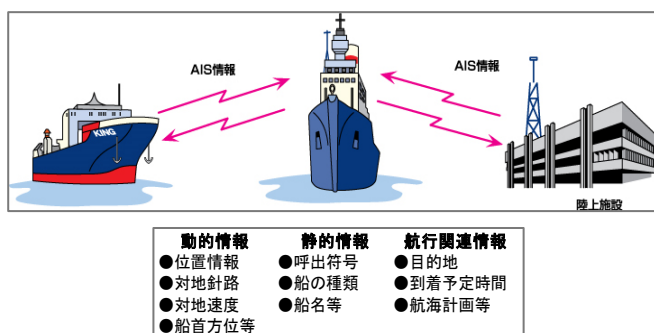 AIS情報
AIS情報
KING
陸上施設
動的情報 静的情報 航行関連情報
●位置情報 ●呼出符号 ●目的地
●対地針路 ●船の種類 ●到着予定時間
●対地速度 ●船名等 ●航海計画等
●船首方位等